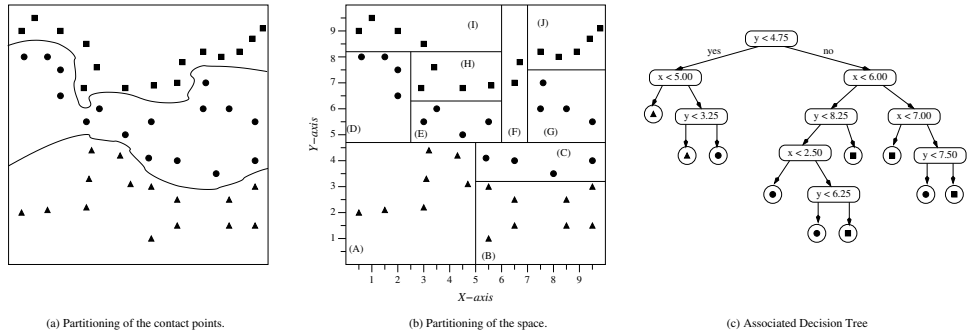 9
8
7
6
5
4
3
2
1
Y−axis
1 2 3 4 5 6 7 8 9
X−axis
(I)
(J)
(H)
(D)
(E)
(F)
(G)
(C)
(A)
(B)
y < 4.75
yes
no
x < 5.00
x < 6.00
y < 3.25
y < 8.25
x < 7.00
x < 2.50
y < 7.50
y < 6.25
(a) Partitioning of the contact points.
(b) Partitioning of the space.
(c) Associated Decision Tree